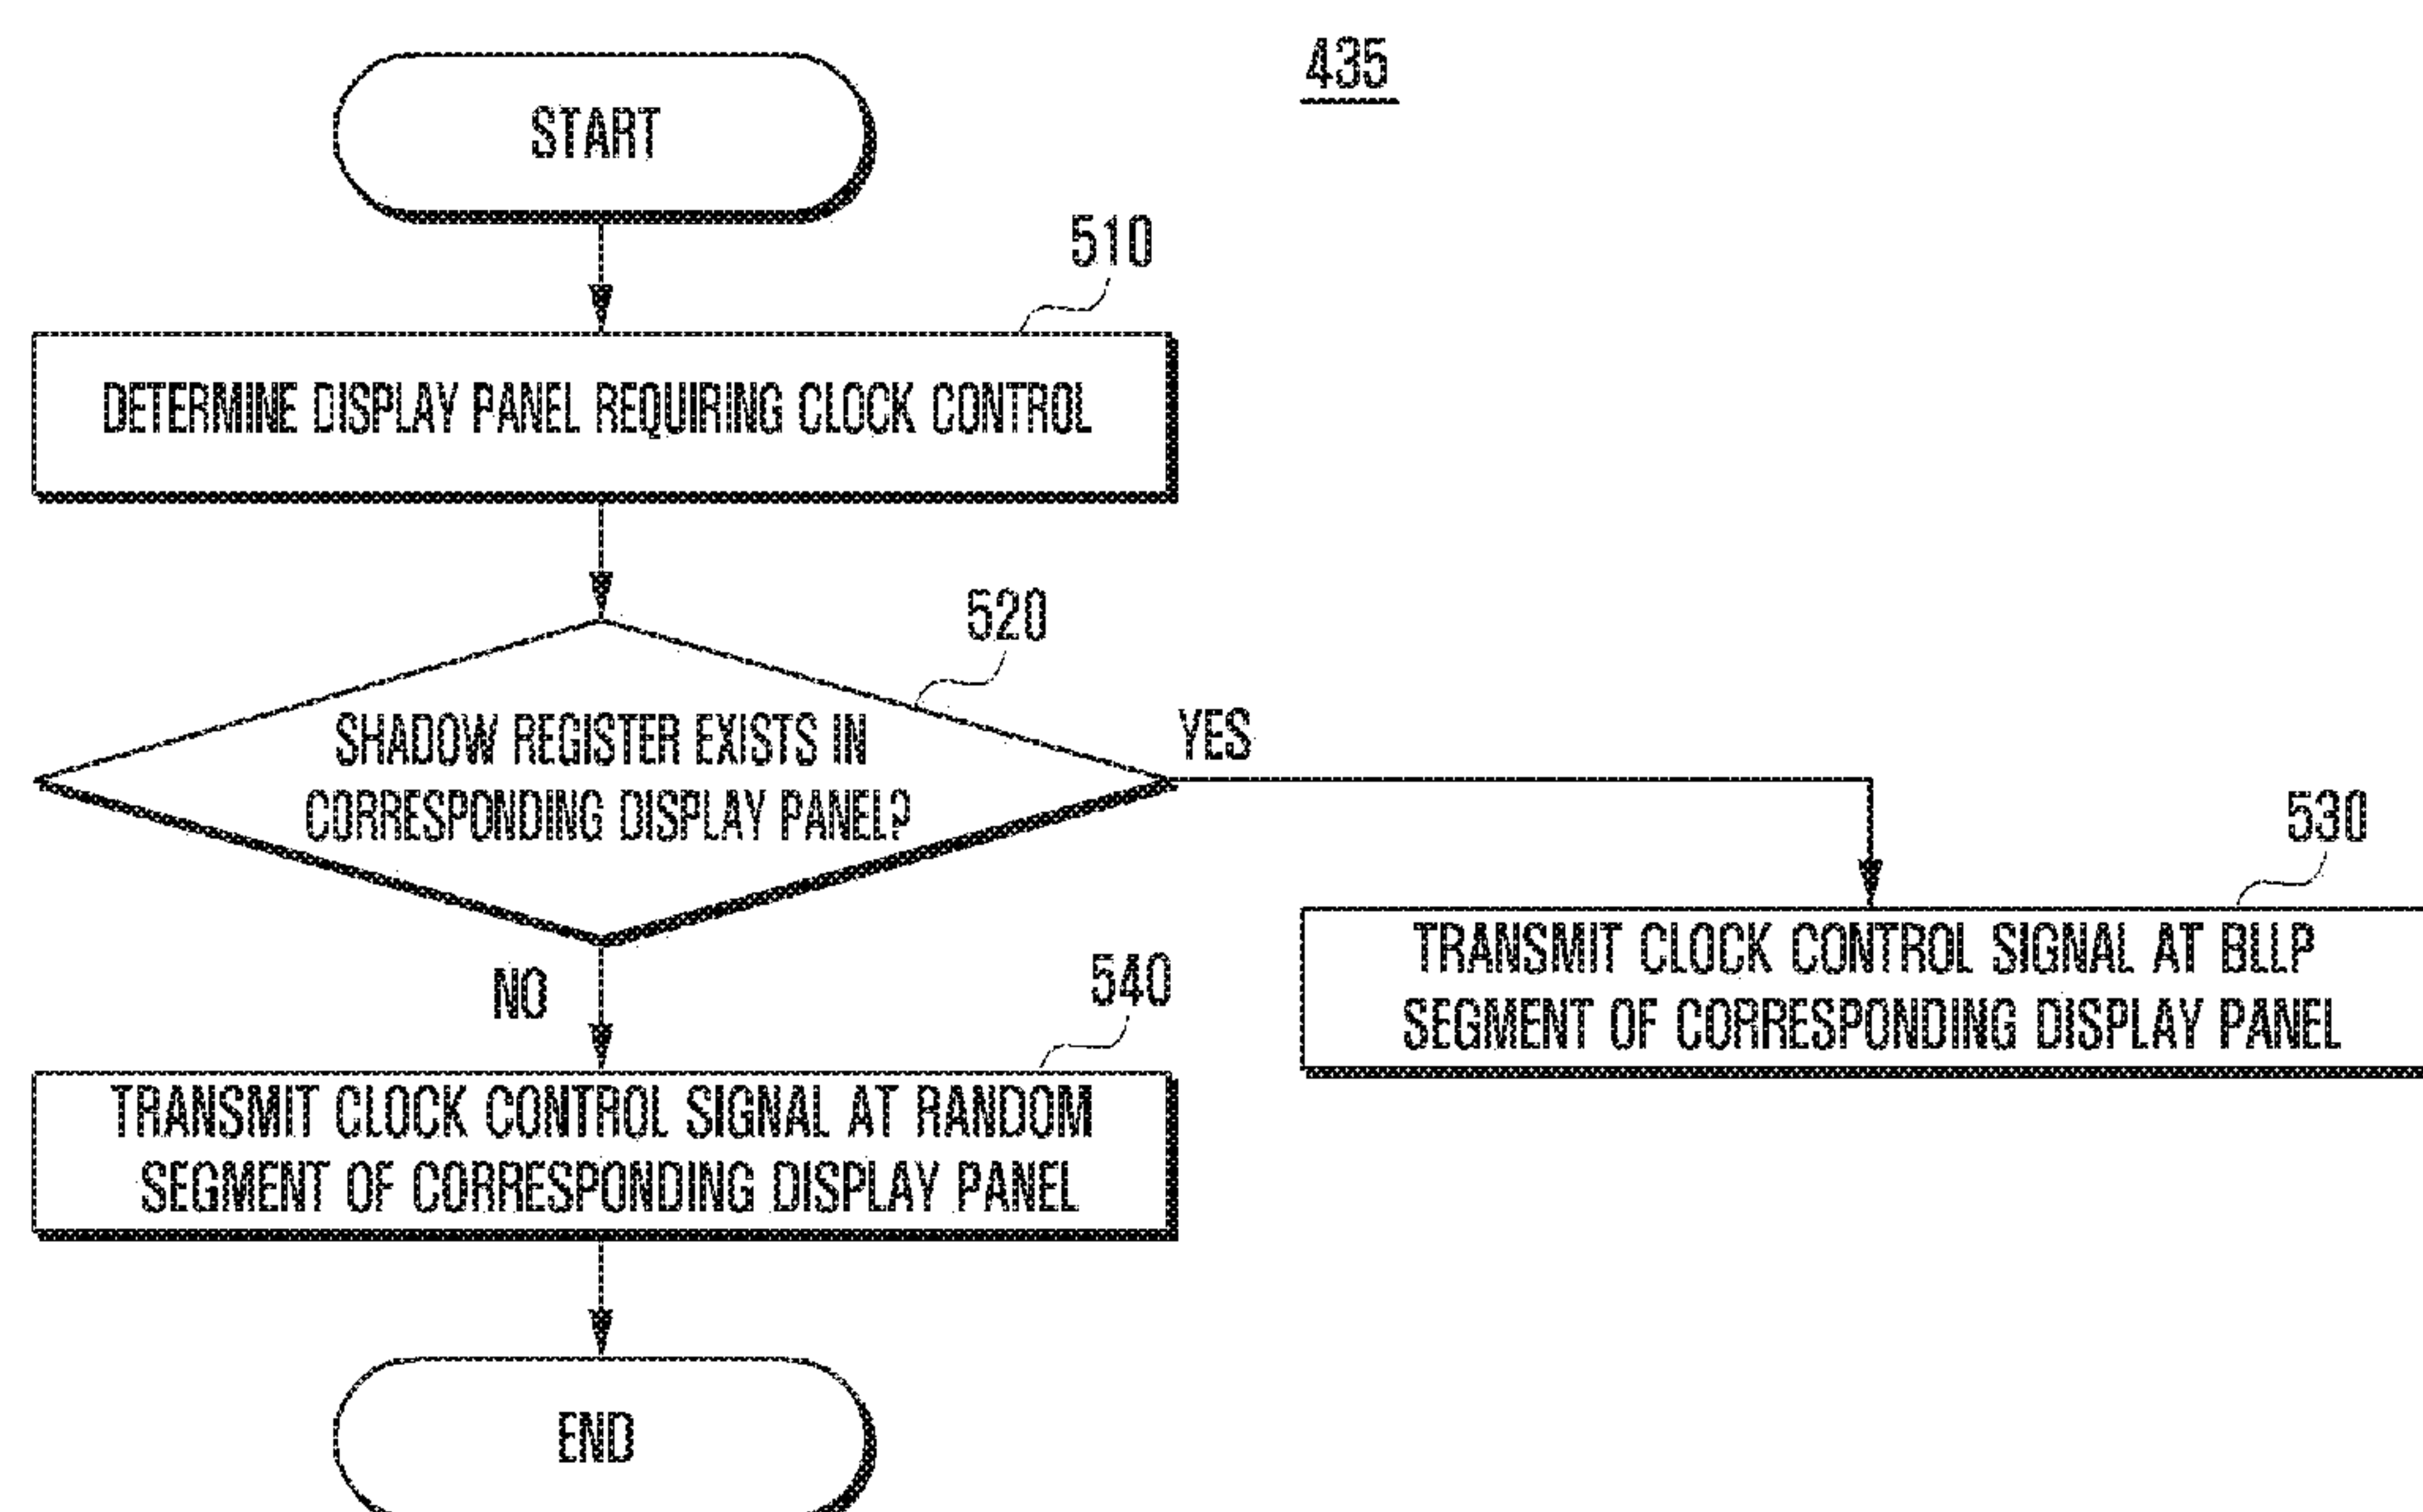 435
START
510
DETERMINE DISPLAY PANEL REQUIRING CLOCK CONTROL
520
SHADOW REGISTER EXISTS IN
CORRESPONDING DISPLAY PANEL?
YES
530
TRANSMIT CLOCK CONTROL SIGNAL AT BLLP
SEGMENT OF CORRESPONDING DISPLAY PANEL
NO
540
TRANSMIT CLOCK CONTROL SIGNAL AT RANDOM
SEGMENT OF CORRESPONDING DISPLAY PANEL
END